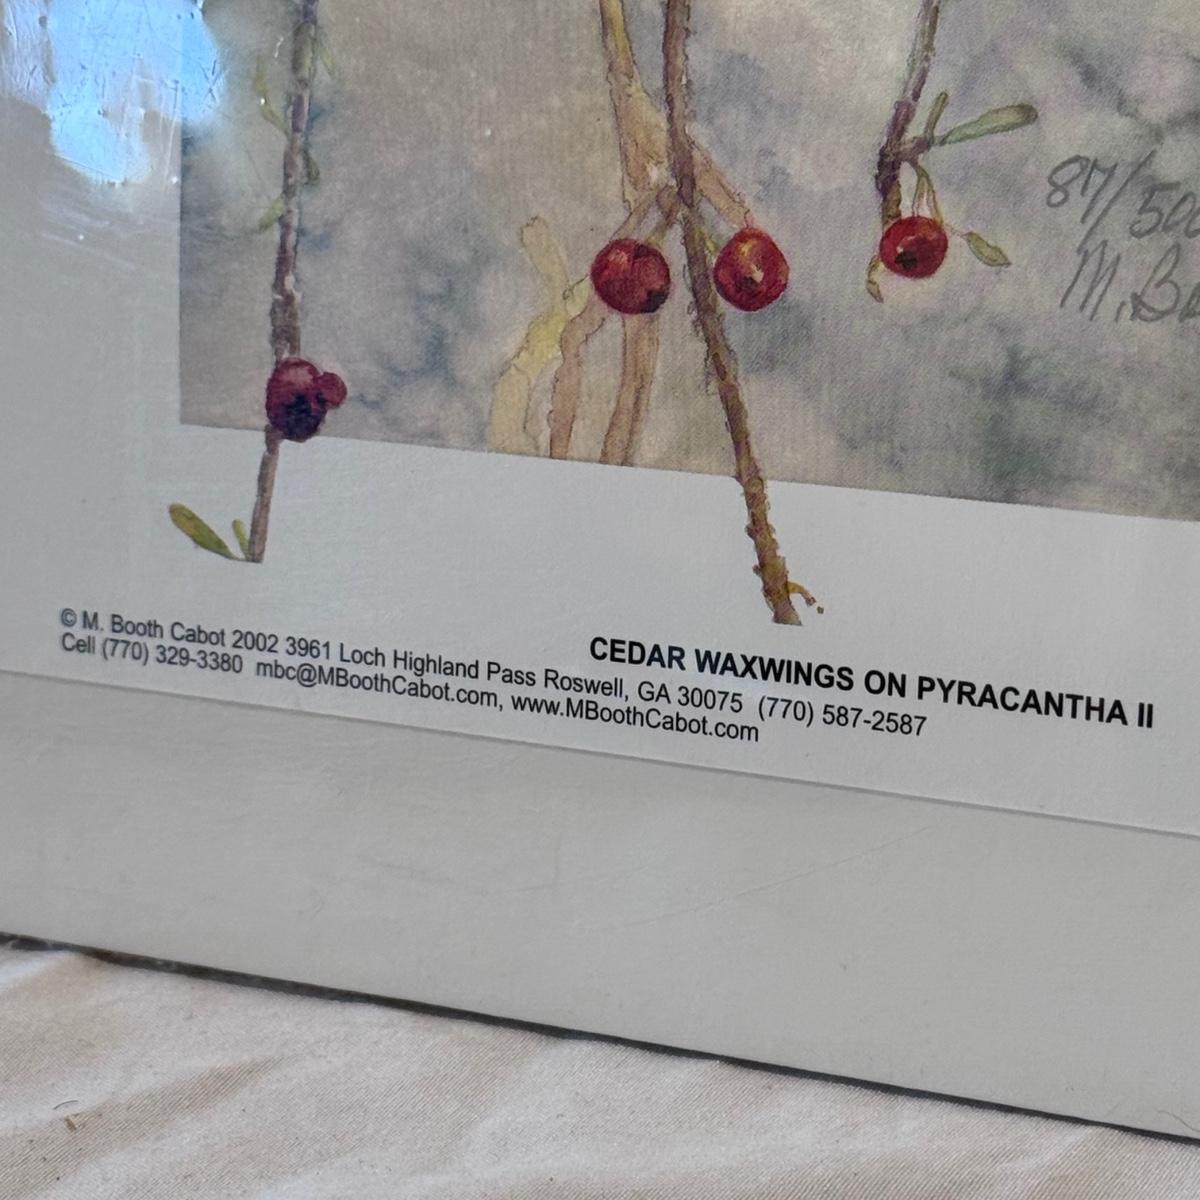 87/500
M. B
CEDAR WAXWINGS ON PYRACANTHA II
© M. Booth Cabot 2002 3961 Loch Highland Pass Roswell, GA 30075 (770) 587-2587
Cell (770) 329-3380 mbc@MBoothCabot.com, www.MBoothCabot.com